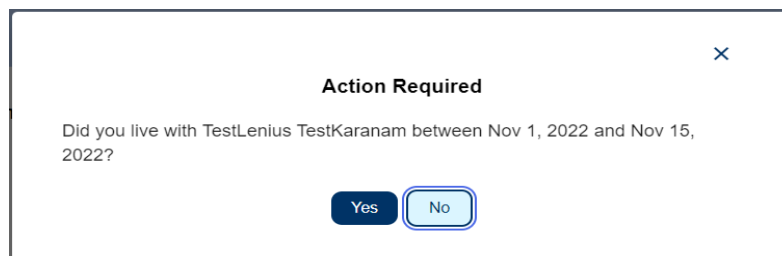 Action Required
Did you live with TestLenius TestKaranam between Nov 1, 2022 and Nov 15,
2022?
Yes No